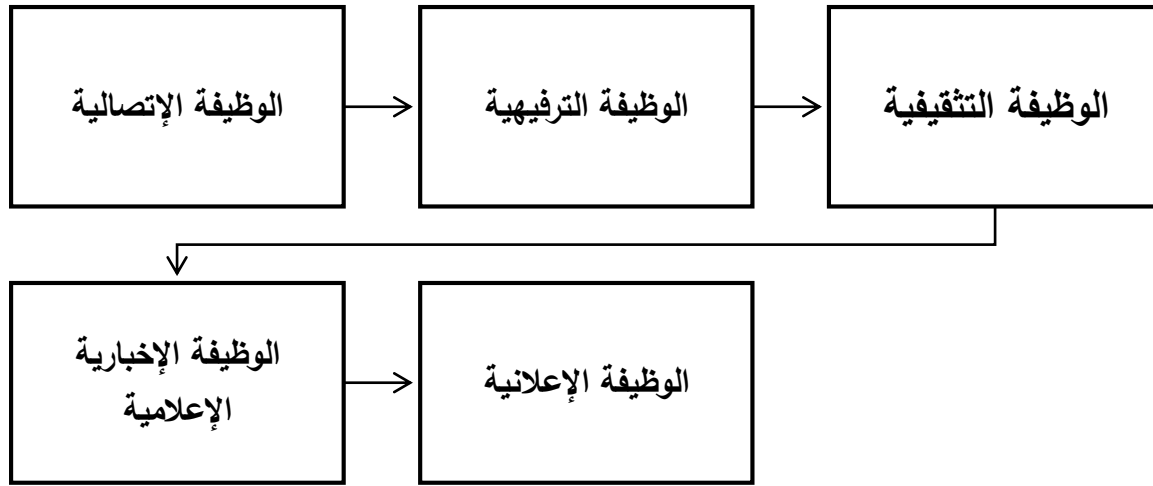 الوظيفة الإتصالية
الوظيفة الترفيهية
الوظيفة التثقيفية
الوظيفة الإخبارية
الإعلامية
الوظيفة الإعلانية